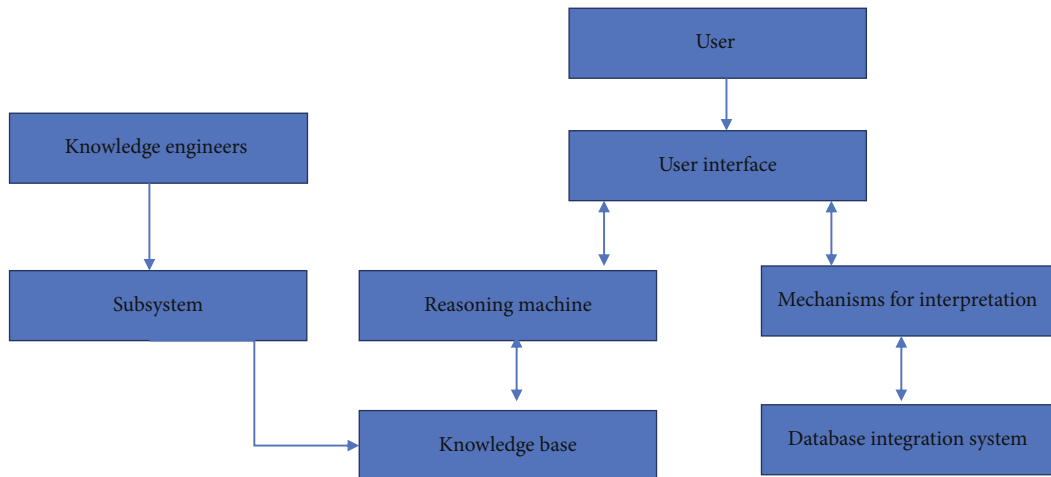 User
Knowledge engineers
User interface
Subsystem
Reasoning machine
Mechanisms for interpretation
Knowledge base
Database integration system